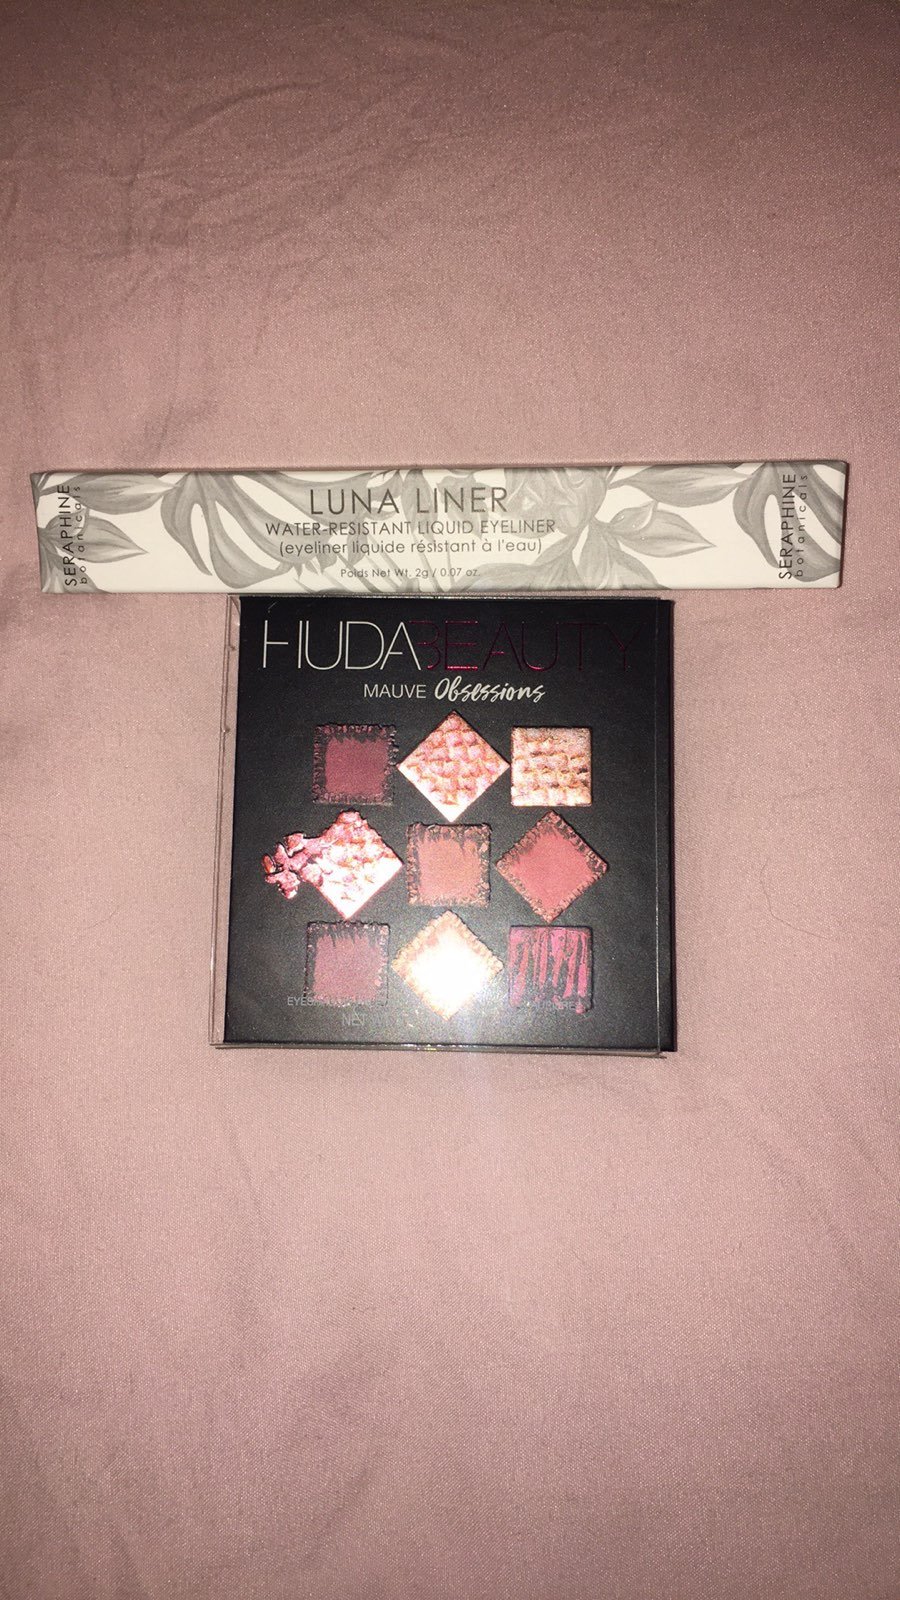 SERAPHINE
botanicals
LUNA LINER
WATER-RESISTANT LIQUID EYELINER
(eyeliner liquide résistant à l'eau)
Poids Net Wt. 2g / 0.07 oz.
SERAPHINE
botanicals
HUDABEAUTY
MAUVE Obsessions